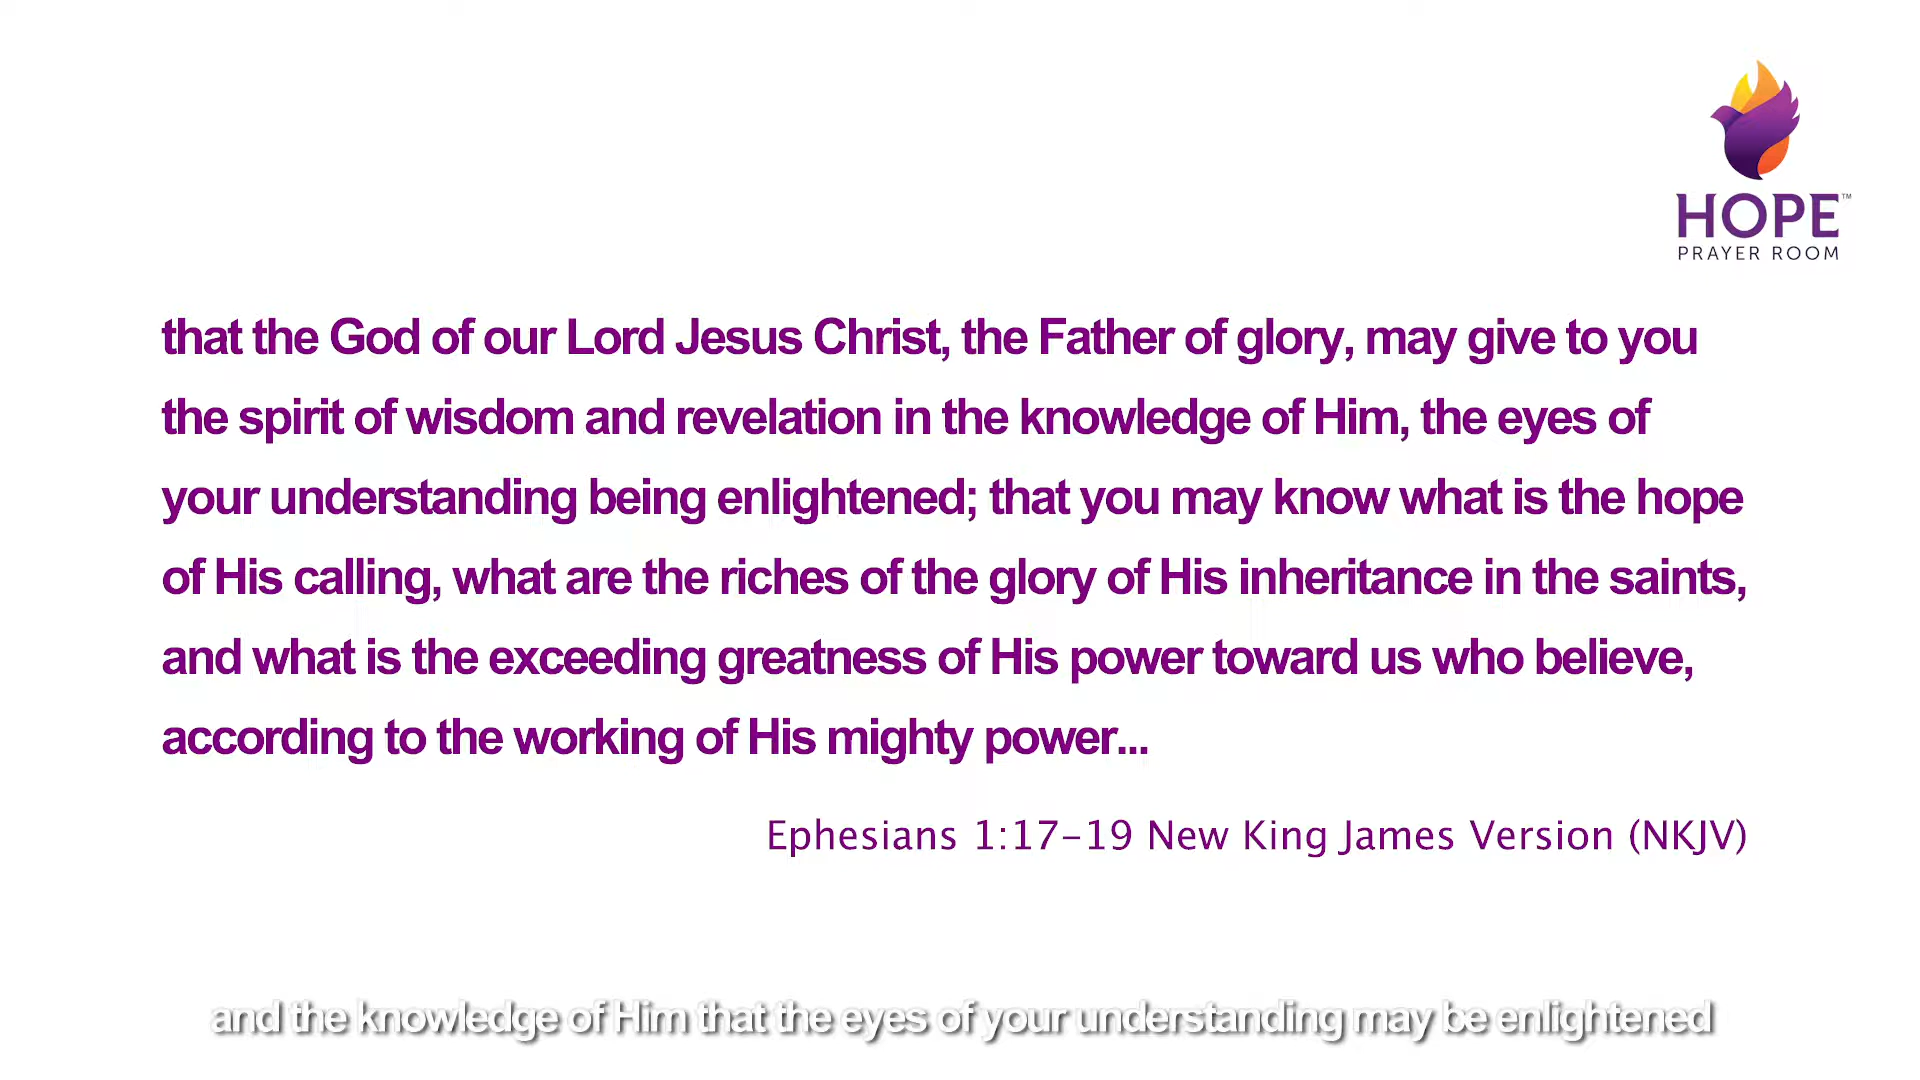 HOPE™
PRAYER ROOM
that the God of our Lord Jesus Christ, the Father of glory, may give to you
the spirit of wisdom and revelation in the knowledge of Him, the eyes of
your understanding being enlightened; that you may know what is the hope
of His calling, what are the riches of the glory of His inheritance in the saints,
and what is the exceeding greatness of His power toward us who believe,
according to the working of His mighty power...
Ephesians 1:17–19 New King James Version (NKJV)
and the knowledge of Him that the eyes of your understanding may be enlightened